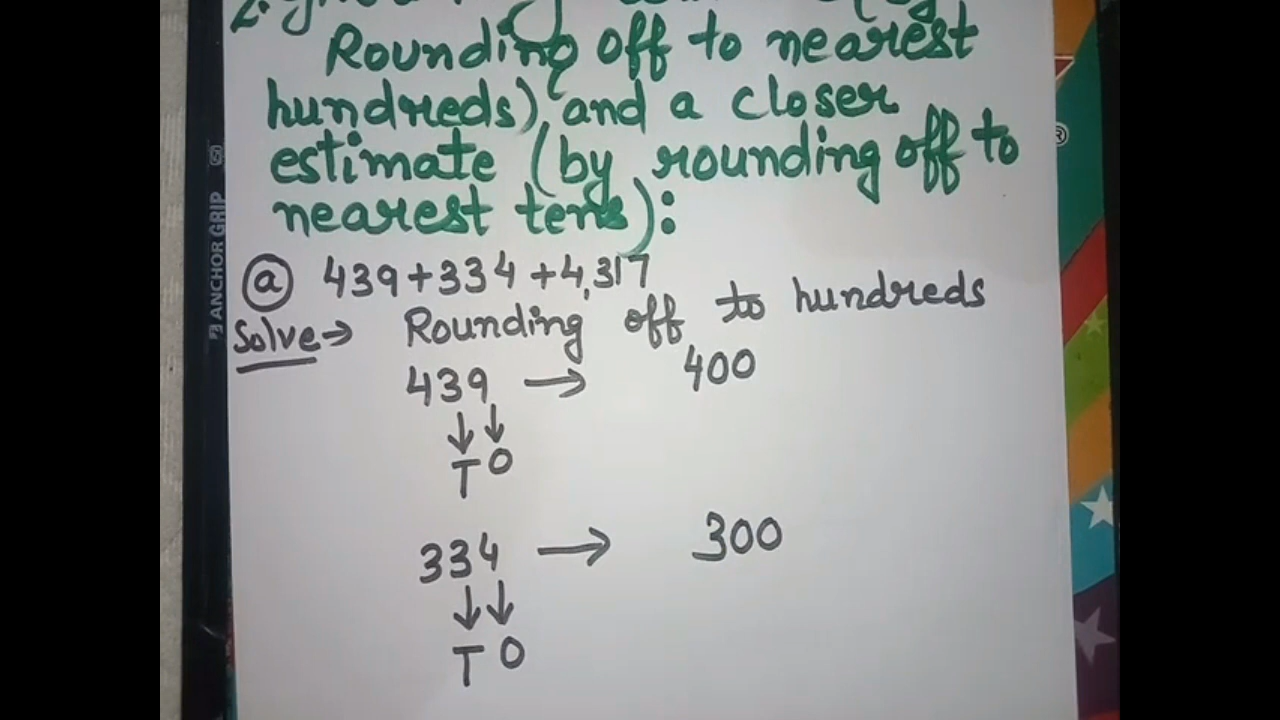 2.
Rounding off to nearest
hundreds) and a closer
estimate (by rounding off to
nearest tens):
(a) 439+334+4,317
Solve→ Rounding off to hundreds
439 → 400
↓ ↓
T O
334 → 300
↓ ↓
T O
ANCHOR GRIP
®